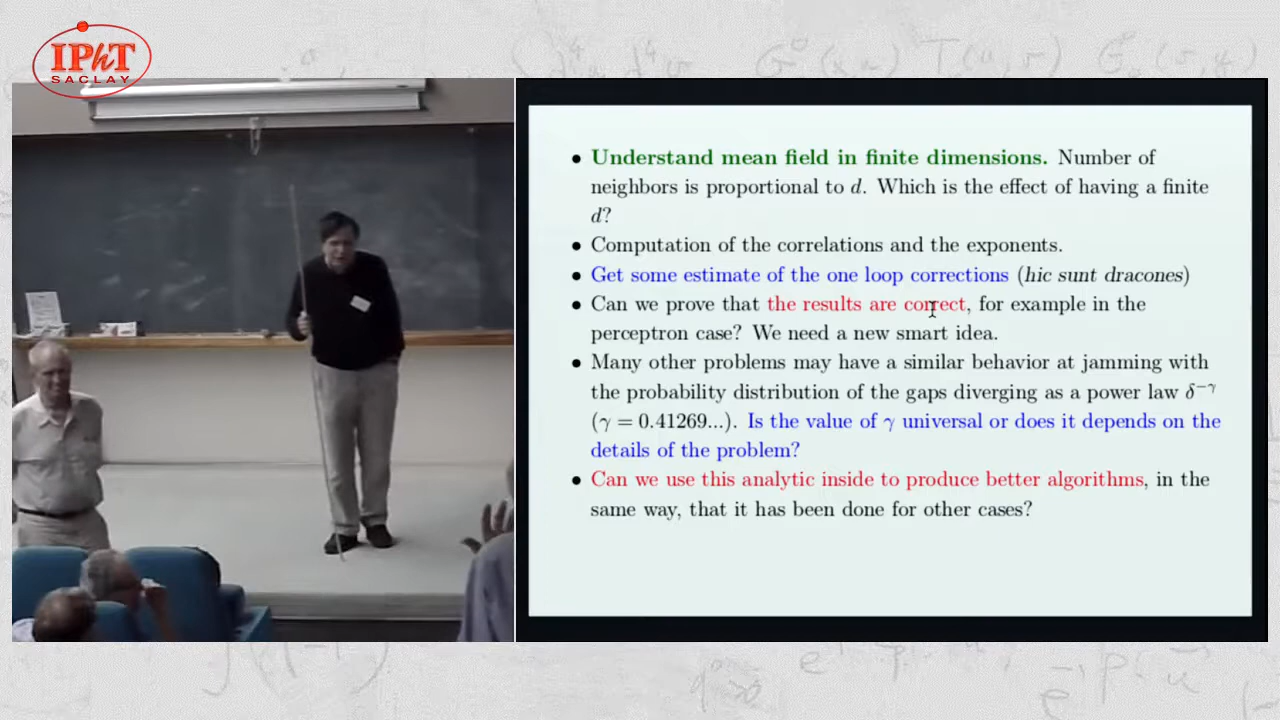 IPhT
SACLAY
• Understand mean field in finite dimensions. Number of
neighbors is proportional to d. Which is the effect of having a finite
d?
• Computation of the correlations and the exponents.
• Get some estimate of the one loop corrections (hic sunt dracones)
• Can we prove that the results are correct, for example in the
perceptron case? We need a new smart idea.
• Many other problems may have a similar behavior at jamming with
the probability distribution of the gaps diverging as a power law δ^{-γ}
(γ = 0.41269...). Is the value of γ universal or does it depends on the
details of the problem?
• Can we use this analytic inside to produce better algorithms, in the
same way, that it has been done for other cases?